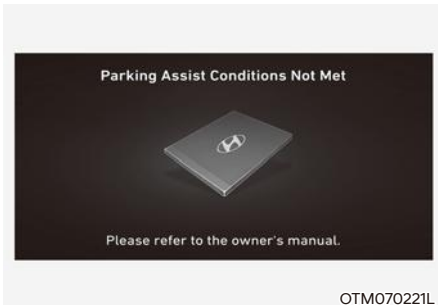 Parking Assist Conditions Not Met
Please refer to the owner's manual.
OTM070221L